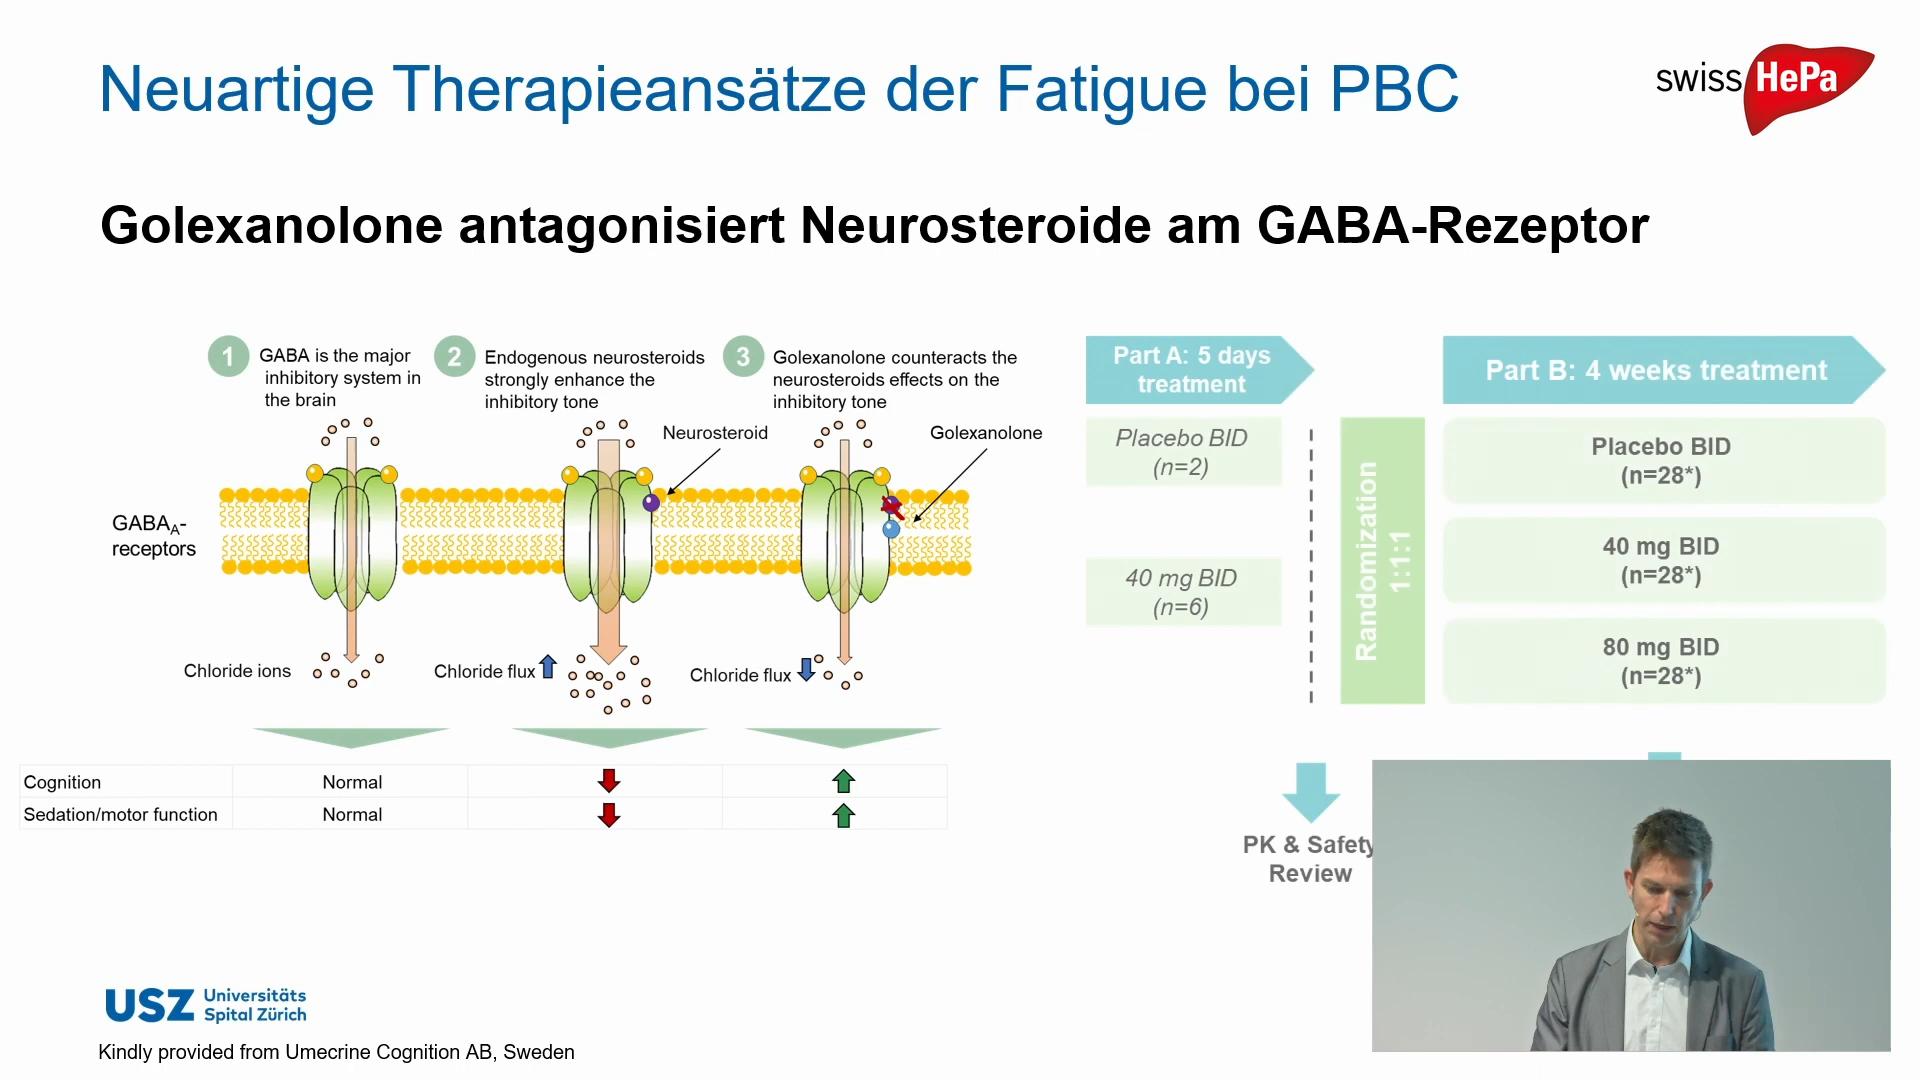 Neuartige Therapieansätze der Fatigue bei PBC
swiss HePa
Golexanolone antagonisiert Neurosteroide am GABA-Rezeptor
1 GABA is the major
inhibitory system in
the brain
2 Endogenous neurosteroids
strongly enhance the
inhibitory tone
3 Golexanolone counteracts the
neurosteroids effects on the
inhibitory tone
Neurosteroid
Golexanolone
GABAA-
receptors
Chloride ions
Chloride flux
Chloride flux
Cognition Normal
Sedation/motor function Normal
Part A: 5 days
treatment
Placebo BID
(n=2)
40 mg BID
(n=6)
Randomization
1:1:1
Part B: 4 weeks treatment
Placebo BID
(n=28*)
40 mg BID
(n=28*)
80 mg BID
(n=28*)
PK & Safety
Review
USZ Universitäts
Spital Zürich
Kindly provided from Umecrine Cognition AB, Sweden